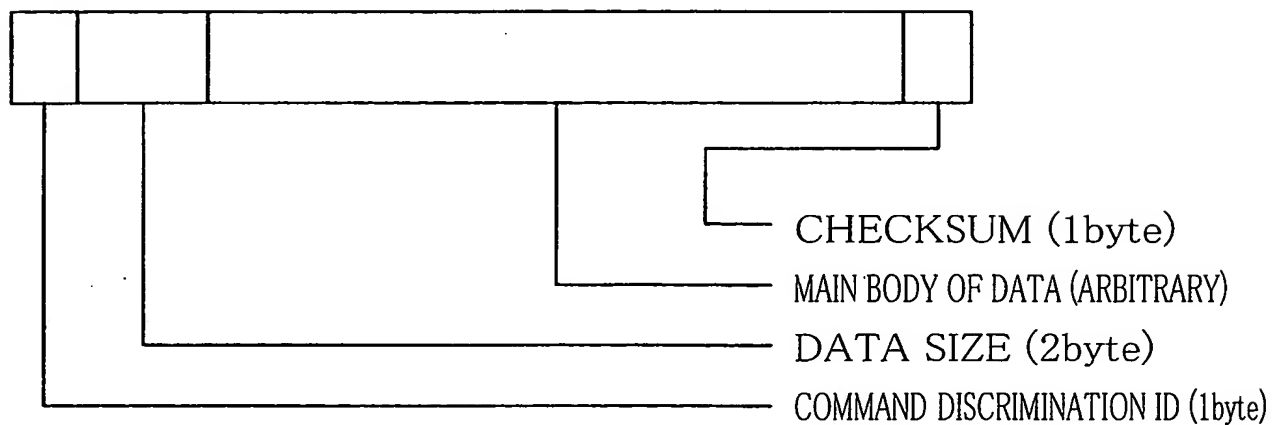 CHECKSUM (1byte)
MAIN BODY OF DATA (ARBITRARY)
DATA SIZE (2byte)
COMMAND DISCRIMINATION ID (1byte)